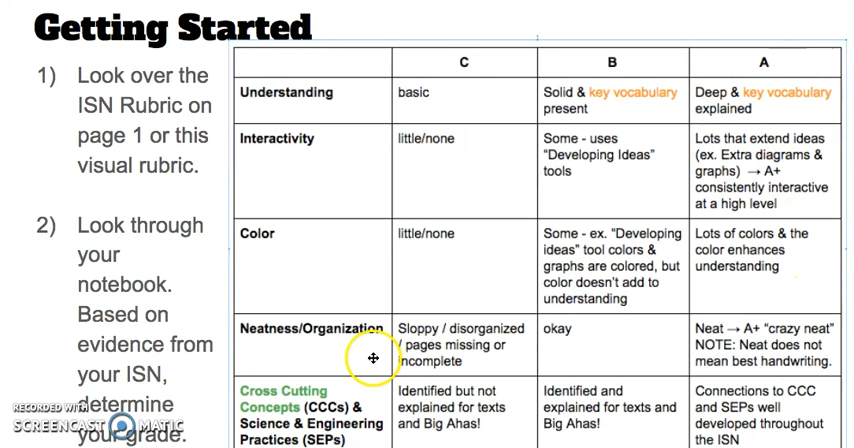 Getting Started
1) Look over the
ISN Rubric on
page 1 or this
visual rubric.
2) Look through
your
notebook.
Based on
evidence from
your ISN,
determine
your grade.
C
B
A
Understanding
basic
Solid & key vocabulary
present
Deep & key vocabulary
explained
Interactivity
little/none
Some - uses
"Developing Ideas"
tools
Lots that extend ideas
(ex. Extra diagrams &
graphs) → A+
consistently interactive
at a high level
Color
little/none
Some - ex. "Developing
ideas" tool colors &
graphs are colored, but
color doesn't add to
understanding
Lots of colors & the
color enhances
understanding
Neatness/Organization
Sloppy / disorganized
/ pages missing or
incomplete
okay
Neat → A+ "crazy neat"
NOTE: Neat does not
mean best handwriting.
Cross Cutting
Concepts (CCCs) &
Science & Engineering
Practices (SEPs)
Identified but not
explained for texts
and Big Ahas!
Identified and
explained for texts and
Big Ahas!
Connections to CCC
and SEPs well
developed throughout
the ISN
RECORDED WITH
SCREENCAST MATIC